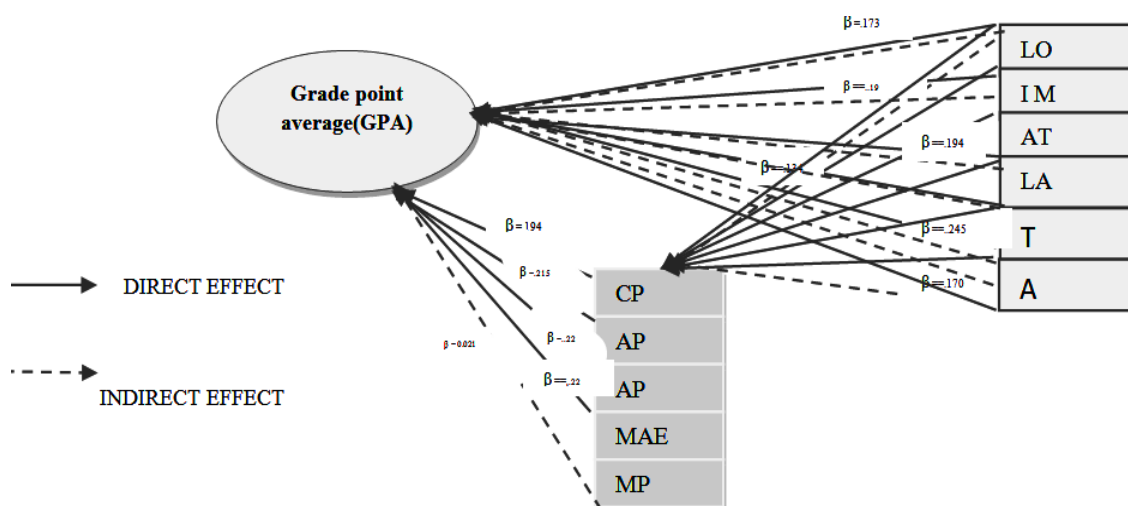 β =.173
LO
Grade point
average(GPA)
β=-.19
I M
AT
β=.194
β=-.134
LA
β = 194
β=.245
T
β-.215
DIRECT EFFECT
CP
β=.170
A
β -0.021
β -.22
AP
β=-.22
AP
INDIRECT EFFECT
MAE
MP